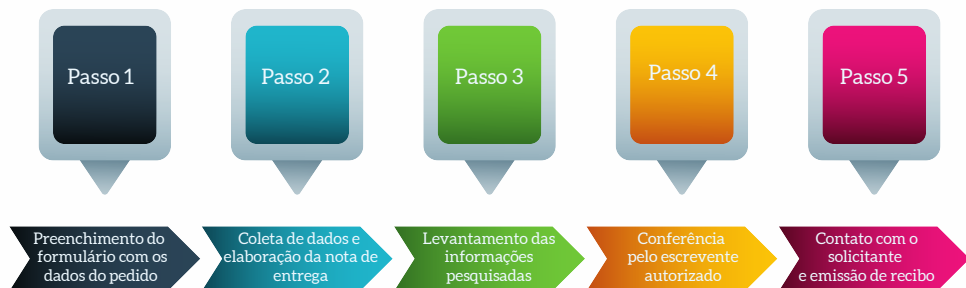 Passo 1
Passo 2
Passo 3
Passo 4
Passo 5
Preenchimento do
formulário com os
dados do pedido
Coleta de dados e
elaboração da nota de
entrega
Levantamento das
informações
pesquisadas
Conferência
pelo escrevente
autorizado
Contato com o
solicitante
e emissão de recibo